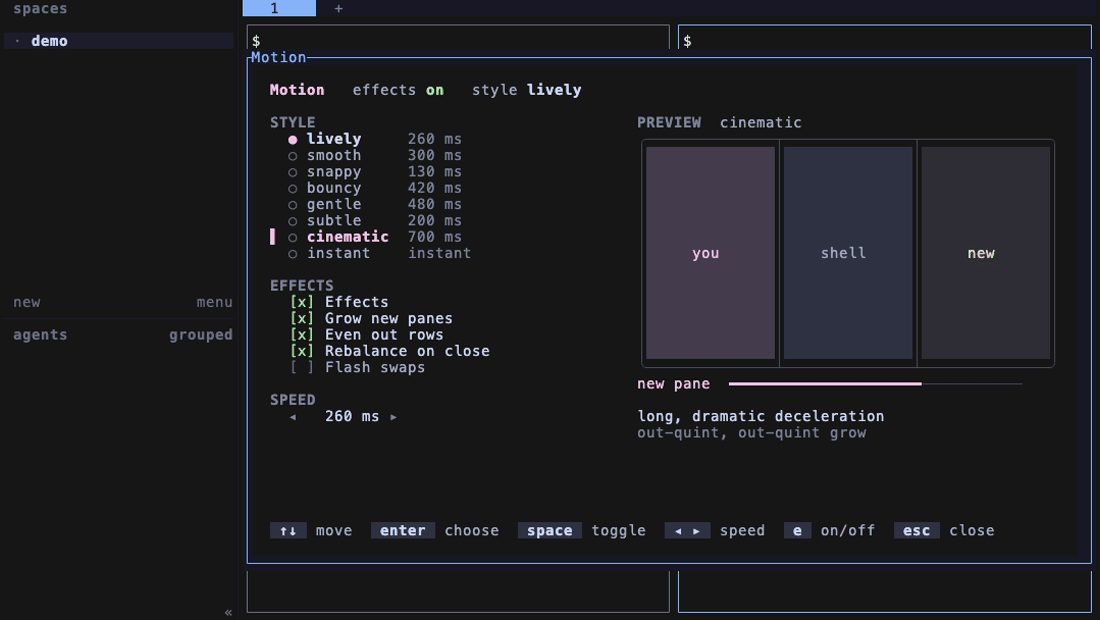 spaces
· demo
new menu
agents grouped
«
1 +
$ $
Motion
Motion effects on style lively
STYLE
● lively 260 ms
○ smooth 300 ms
○ snappy 130 ms
○ bouncy 420 ms
○ gentle 480 ms
○ subtle 200 ms
○ cinematic 700 ms
○ instant instant
EFFECTS
[x] Effects
[x] Grow new panes
[x] Even out rows
[x] Rebalance on close
[ ] Flash swaps
SPEED
◂ 260 ms ▸
PREVIEW cinematic
you shell new
new pane
long, dramatic deceleration
out-quint, out-quint grow
↑↓ move enter choose space toggle ◂ ▸ speed e on/off esc close